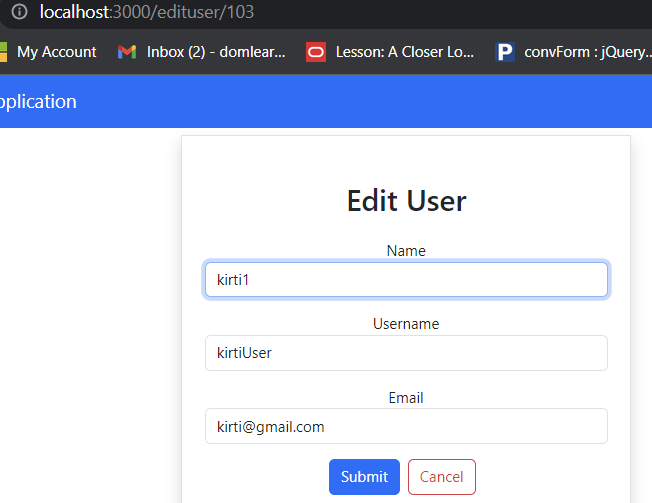 localhost:3000/edituser/103
My Account Inbox (2) - domlear... Lesson: A Closer Lo... convForm : jQuery...
pplication
Edit User
Name
kirti1
Username
kirtiUser
Email
kirti@gmail.com
Submit Cancel